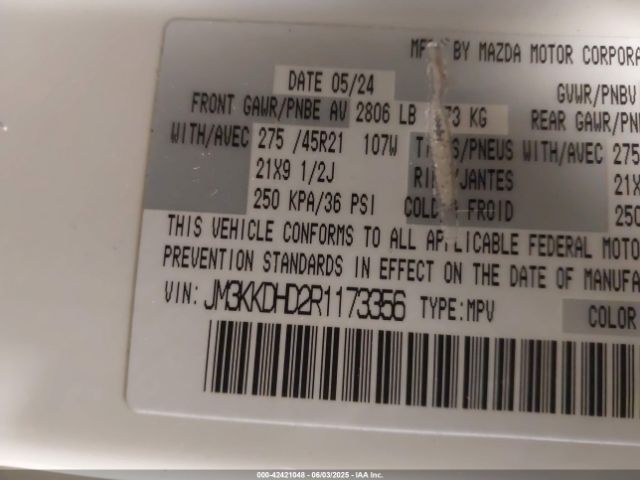 BY MAZDA MOTOR CORPORA
DATE 05/24
GVWR/PNBV
FRONT GAWR/PNBE AV 2806 LB 73 KG
REAR GAWR/PN
WITH/AVEC 275 /45R21 107W
TIRES/PNEUS WITH/AVEC 275
21X9 1/2J
RIMS/JANTES 21X
250 KPA/36 PSI
COLD À FROID 250
THIS VEHICLE CONFORMS TO ALL APPLICABLE FEDERAL MOTO
PREVENTION STANDARDS IN EFFECT ON THE DATE OF MANUFA
VIN: JM3KKDHD2R1173356 TYPE:MPV
COLOR
000-42421048 - 06/03/2025 - IAA Inc.